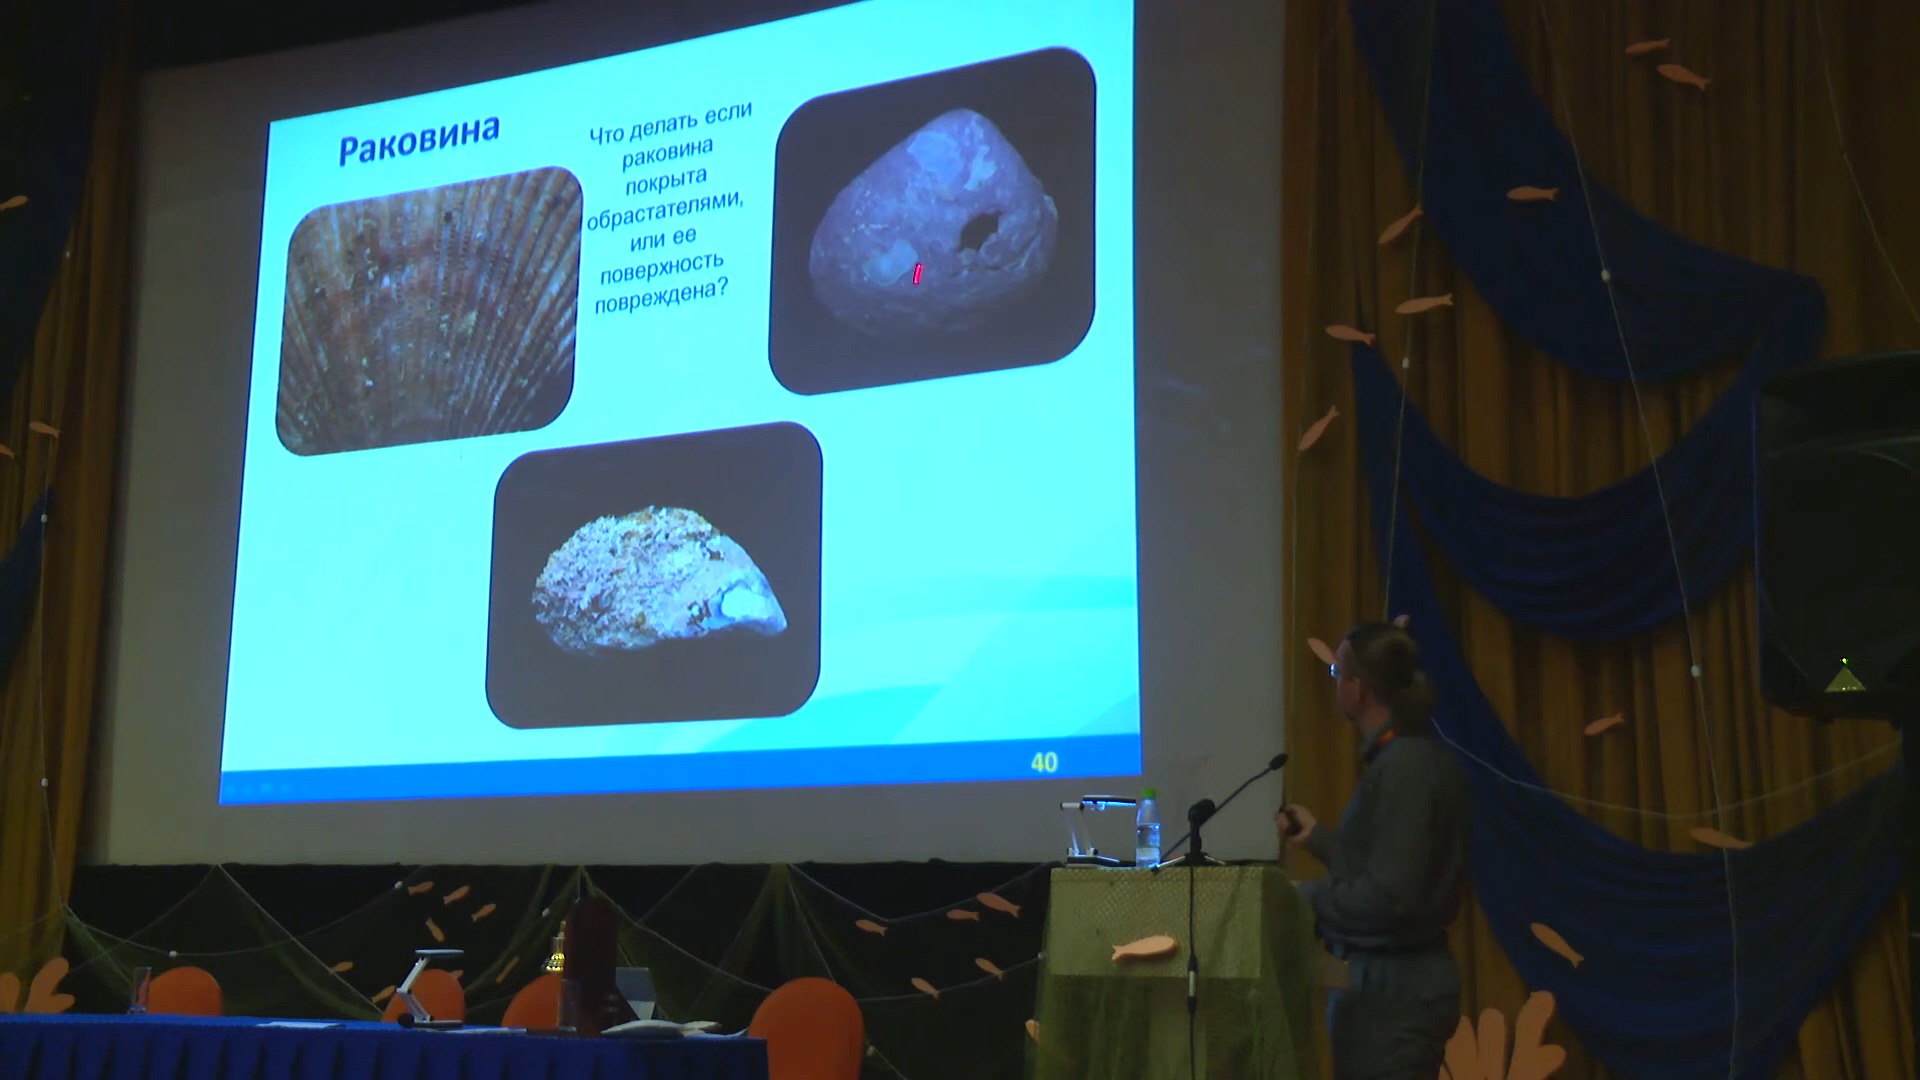 Раковина
Что делать если
раковина
покрыта
обрастателями,
или ее
поверхность
повреждена?
40